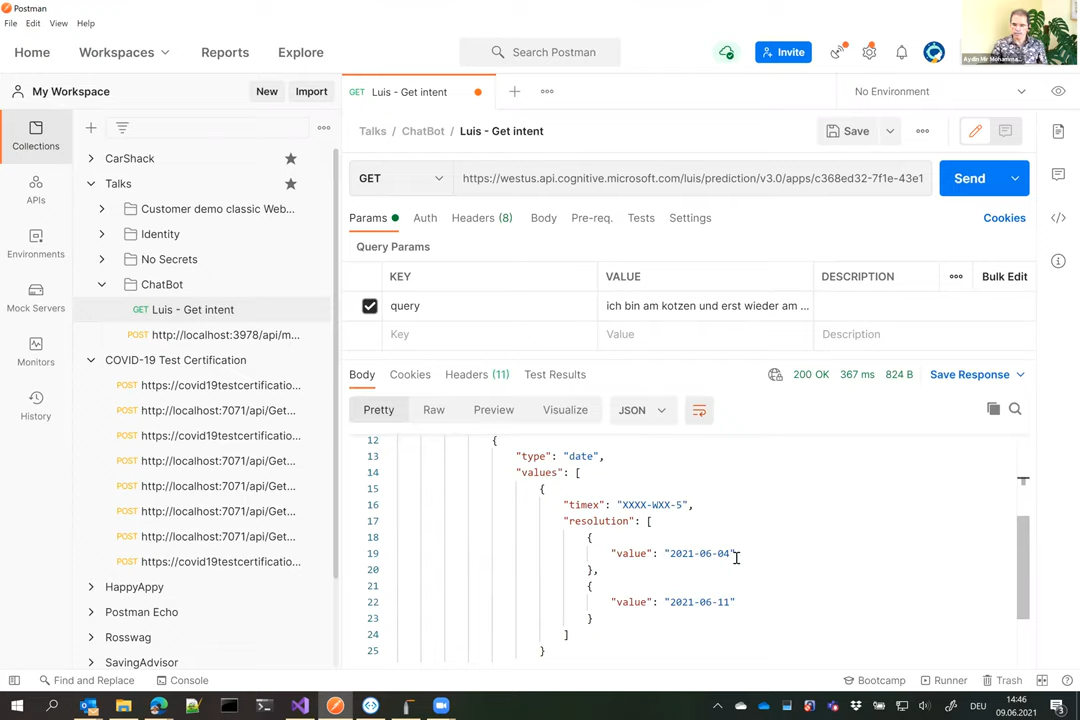 Postman
File Edit View Help
Home Workspaces Reports Explore Search Postman Invite
Aydin Mir Mohamma...
My Workspace New Import
GET Luis - Get intent No Environment
Collections
APIs
Environments
Mock Servers
Monitors
History
CarShack
Talks
Customer demo classic Web...
Identity
No Secrets
ChatBot
GET Luis - Get intent
POST http://localhost:3978/api/m...
COVID-19 Test Certification
POST https://covid19testcertificatio...
POST http://localhost:7071/api/Get...
POST https://covid19testcertificatio...
POST http://localhost:7071/api/Get...
POST http://localhost:7071/api/Get...
POST http://localhost:7071/api/Get...
POST http://localhost:7071/api/Get...
POST https://covid19testcertificatio...
HappyAppy
Postman Echo
Rosswag
SavingAdvisor
Talks / ChatBot / Luis - Get intent Save
GET https://westus.api.cognitive.microsoft.com/luis/prediction/v3.0/apps/c368ed32-7f1e-43e1 Send
Params Auth Headers (8) Body Pre-req. Tests Settings Cookies
Query Params
KEY VALUE DESCRIPTION Bulk Edit
query ich bin am kotzen und erst wieder am ...
Key Value Description
Body Cookies Headers (11) Test Results 200 OK 367 ms 824 B Save Response
Pretty Raw Preview Visualize JSON
12 {
13 "type": "date",
14 "values": [
15 {
16 "timex": "XXXX-WXX-5",
17 "resolution": [
18 {
19 "value": "2021-06-04"
20 },
21 {
22 "value": "2021-06-11"
23 }
24 ]
25 }
Find and Replace Console Bootcamp Runner Trash
DEU 14:46
09.06.2021